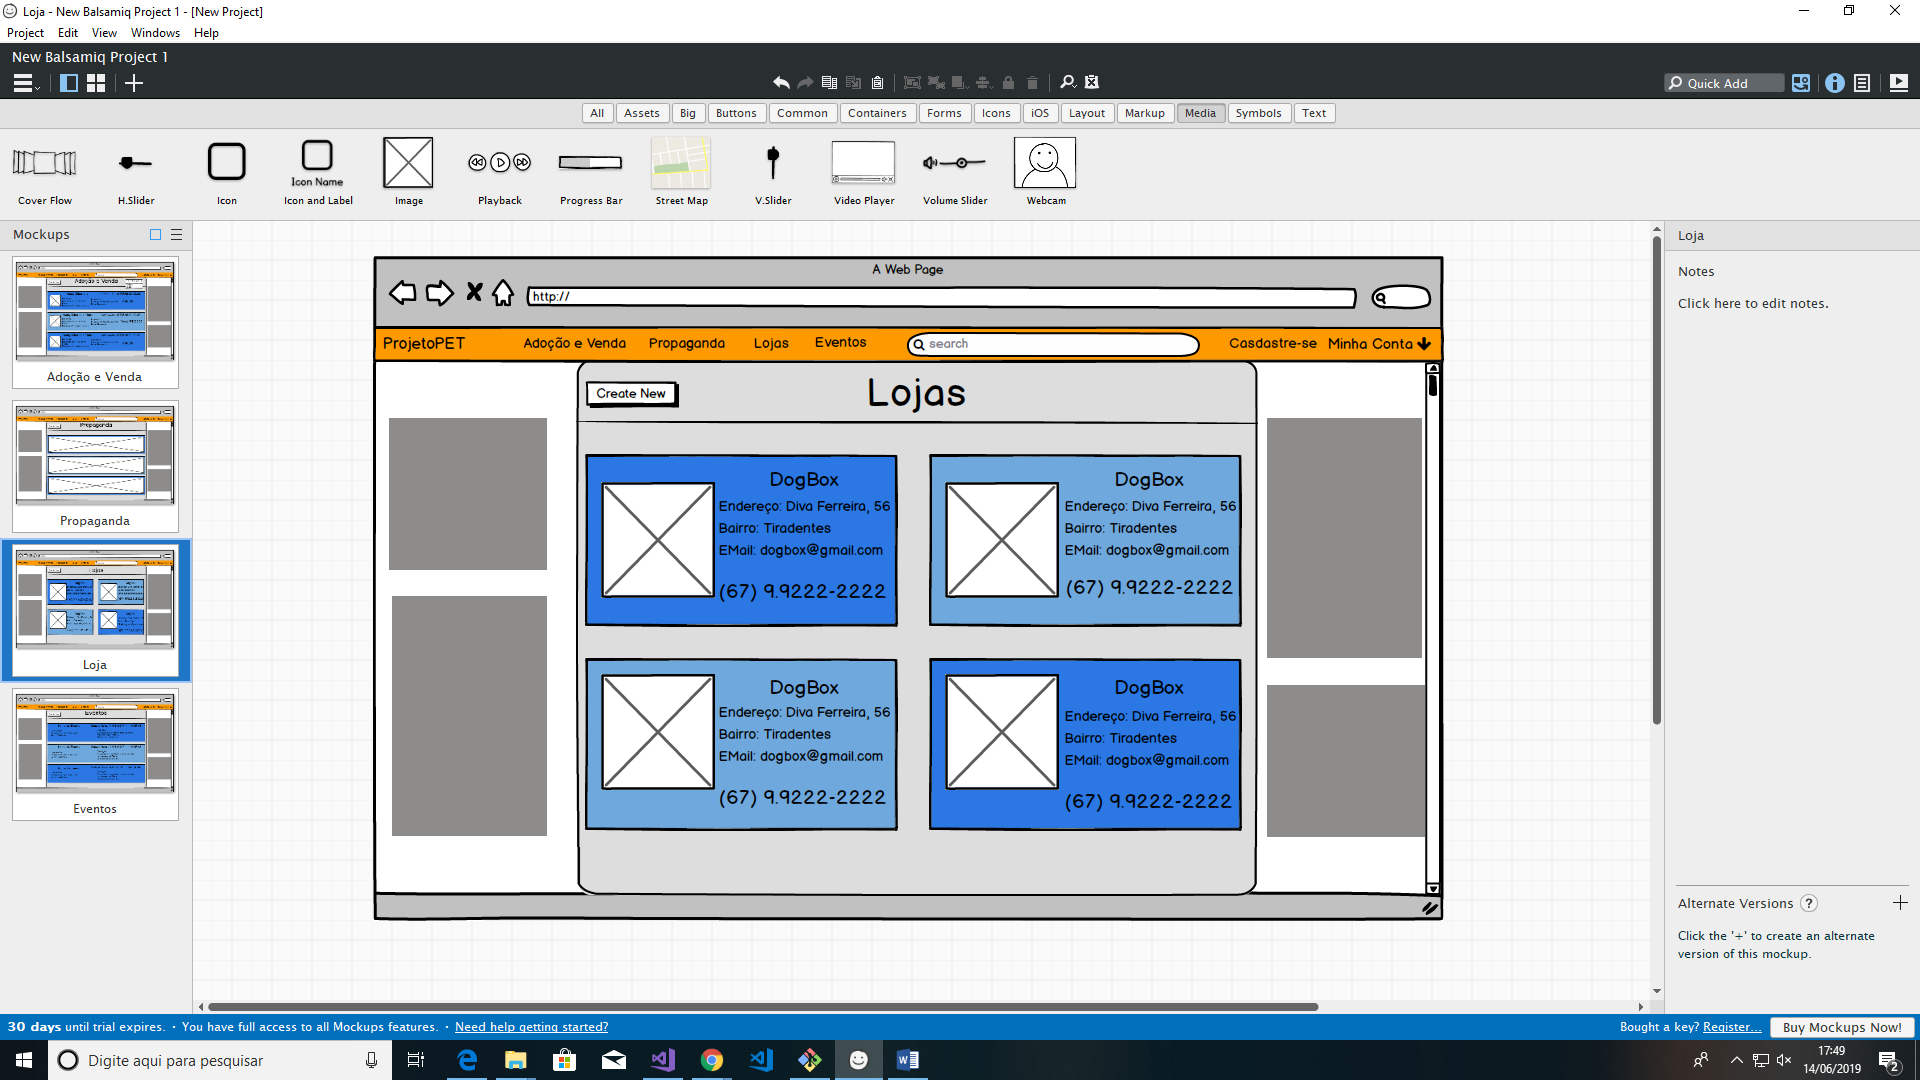 Loja - New Balsamiq Project 1 - [New Project]
Project Edit View Windows Help
New Balsamiq Project 1
Quick Add
All Assets Big Buttons Common Containers Forms Icons iOS Layout Markup Media Symbols Text
Icon Name
Cover Flow H.Slider Icon Icon and Label Image Playback Progress Bar Street Map V.Slider Video Player Volume Slider Webcam
Mockups
Adoção e Venda
Adoção e Venda
Propaganda
Propaganda
Lojas
Loja
Eventos
Eventos
A Web Page
http://
ProjetoPET Adoção e Venda Propaganda Lojas Eventos search Casdastre-se Minha Conta
Create New
Lojas
DogBox
Endereço: Diva Ferreira, 56
Bairro: Tiradentes
EMail: dogbox@gmail.com
(67) 9.9222-2222
DogBox
Endereço: Diva Ferreira, 56
Bairro: Tiradentes
EMail: dogbox@gmail.com
(67) 9.9222-2222
DogBox
Endereço: Diva Ferreira, 56
Bairro: Tiradentes
EMail: dogbox@gmail.com
(67) 9.9222-2222
DogBox
Endereço: Diva Ferreira, 56
Bairro: Tiradentes
EMail: dogbox@gmail.com
(67) 9.9222-2222
Loja
Notes
Click here to edit notes.
Alternate Versions ?
Click the '+' to create an alternate
version of this mockup.
30 days until trial expires. · You have full access to all Mockups features. · Need help getting started?
Bought a key? Register... Buy Mockups Now!
Digite aqui para pesquisar
17:49
14/06/2019
2